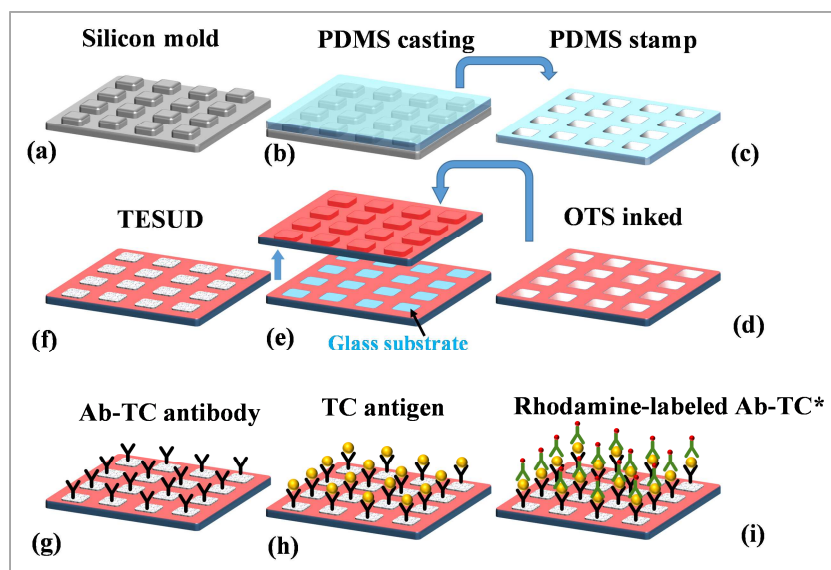 Silicon mold
PDMS casting
PDMS stamp
(a)
(b)
(c)
TESUD
OTS inked
(f)
(e)
(d)
Glass substrate
Ab-TC antibody
TC antigen
Rhodamine-labeled Ab-TC*
(g)
(h)
(i)